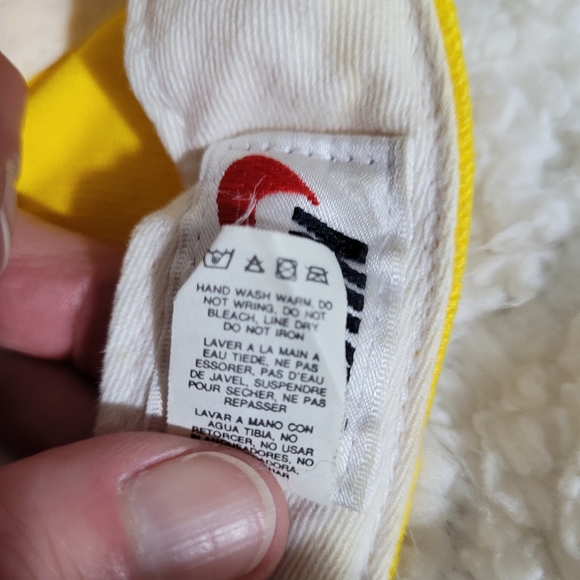 HAND WASH WARM, DO
NOT WRING, DO NOT
BLEACH, LINE DRY
DO NOT IRON
LAVER A LA MAIN A
EAU TIEDE, NE PAS
ESSORER, PAS D'EAU
DE JAVEL, SUSPENDRE
POUR SECHER, NE PAS
REPASSER
LAVAR A MANO CON
AGUA TIBIA, NO
RETORCER, NO USAR
BLANQUEADORES, NO